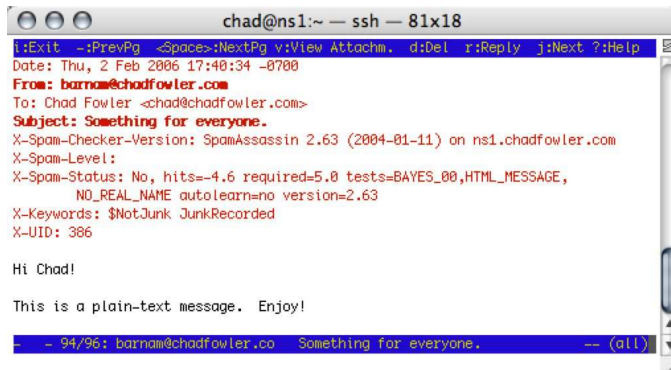 chad@ns1:~ — ssh — 81x18
i:Exit -:PrevPg <Space>:NextPg v:View Attachm. d:Del r:Reply j:Next ?:Help
Date: Thu, 2 Feb 2006 17:40:34 -0700
From: barnam@chadfowler.com
To: Chad Fowler <chad@chadfowler.com>
Subject: Something for everyone.
X-Spam-Checker-Version: SpamAssassin 2.63 (2004-01-11) on ns1.chadfowler.com
X-Spam-Level:
X-Spam-Status: No, hits=-4.6 required=5.0 tests=BAYES_00,HTML_MESSAGE,
NO_REAL_NAME autolearn=no version=2.63
X-Keywords: $NotJunk JunkRecorded
X-UID: 386
Hi Chad!
This is a plain-text message. Enjoy!
- - 94/96: barnam@chadfowler.co Something for everyone. -- (all)